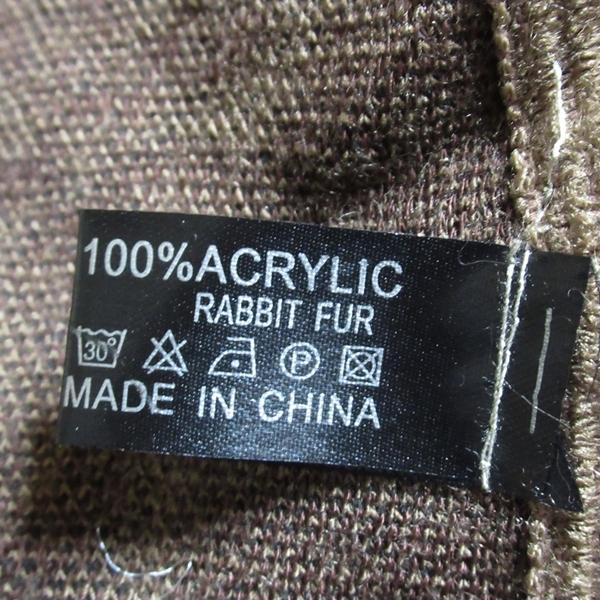 100%ACRYLIC
RABBIT FUR
30° P
MADE IN CHINA